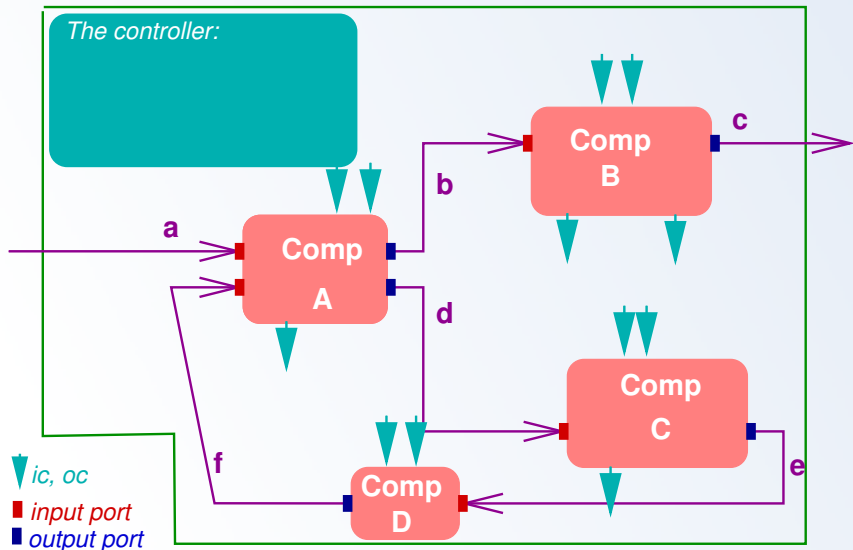 The controller:
Comp
B
c
b
a
Comp
A
d
Comp
C
f
e
Comp
D
ic, oc
input port
output port